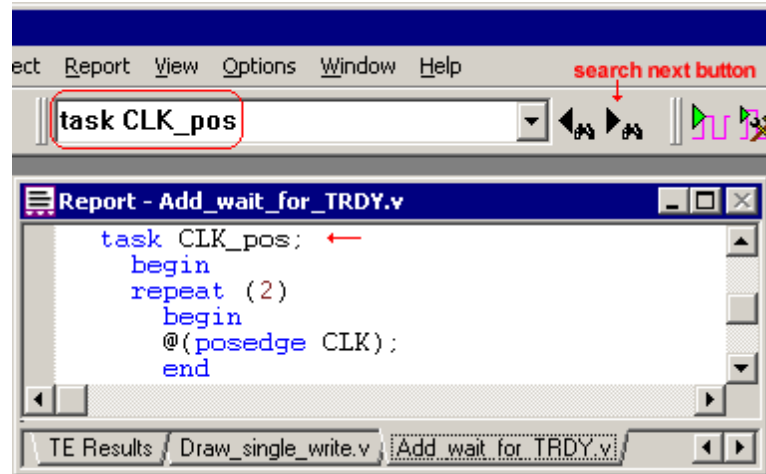 ect Report View Options Window Help
search next button
task CLK_pos
Report - Add_wait_for_TRDY.v
task CLK_pos;
begin
repeat (2)
begin
@(posedge CLK);
end
TE Results Draw_single_write.v Add_wait_for_TRDY.v